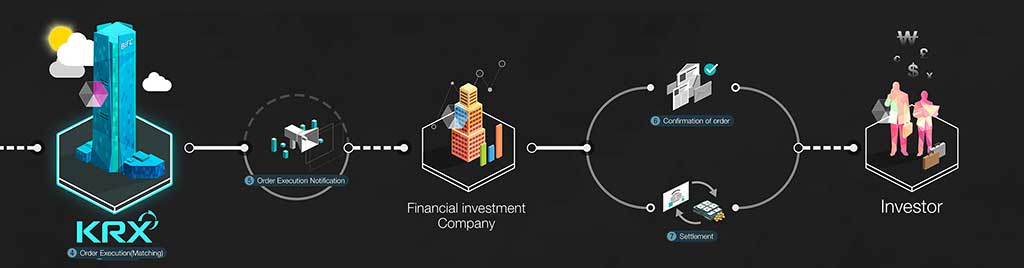 BIFC
KRX
4 Order Execution(Matching)
5 Order Execution Notification
Financial investment
Company
6 Confirmation of order
7 Settlement
₩
£
$
¥
Investor